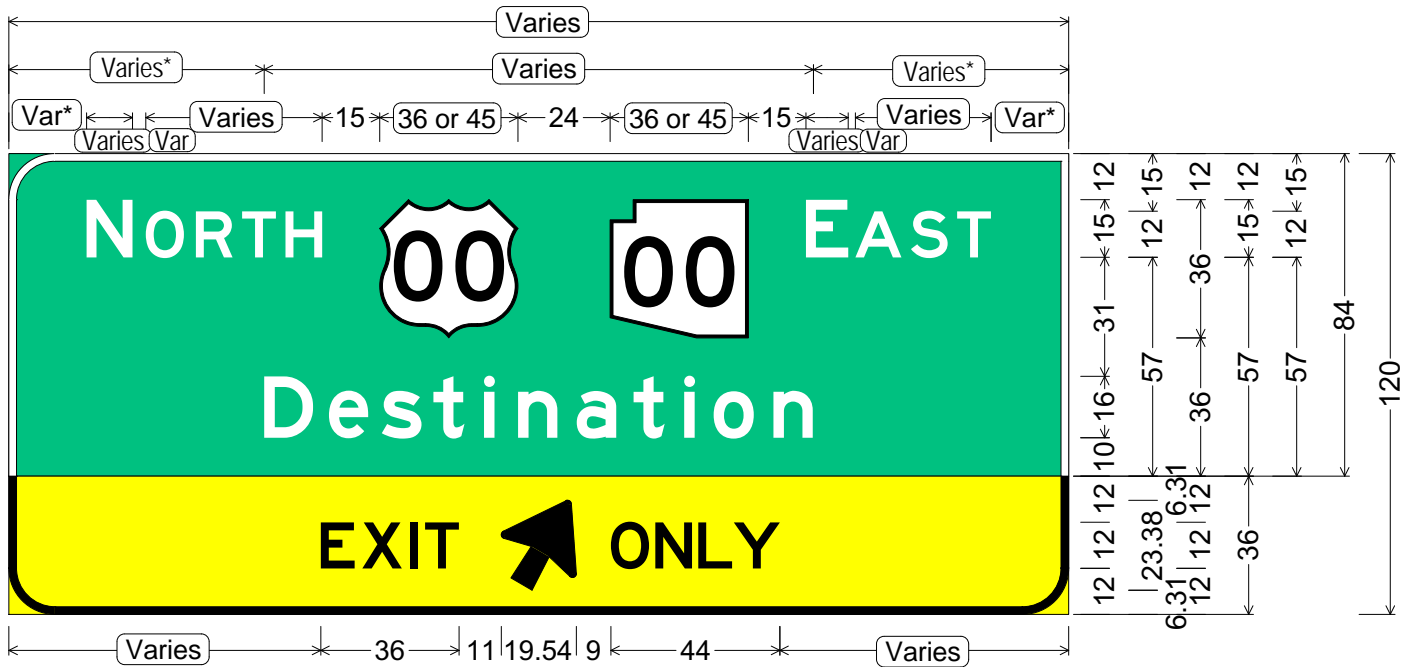 Varies
Varies* Varies Varies*
Var* Varies 15 36 or 45 24 36 or 45 15 Varies Var*
Varies Var Varies Var
NORTH 00 00 EAST
Destination
EXIT ONLY
12 15 12 12 15
15 12 36 15 12
31 57 36 57 57 84 120
16
10
12 6.31 12
12 23.38 12 36
12 6.31 12
Varies 36 11 19.54 9 44 Varies